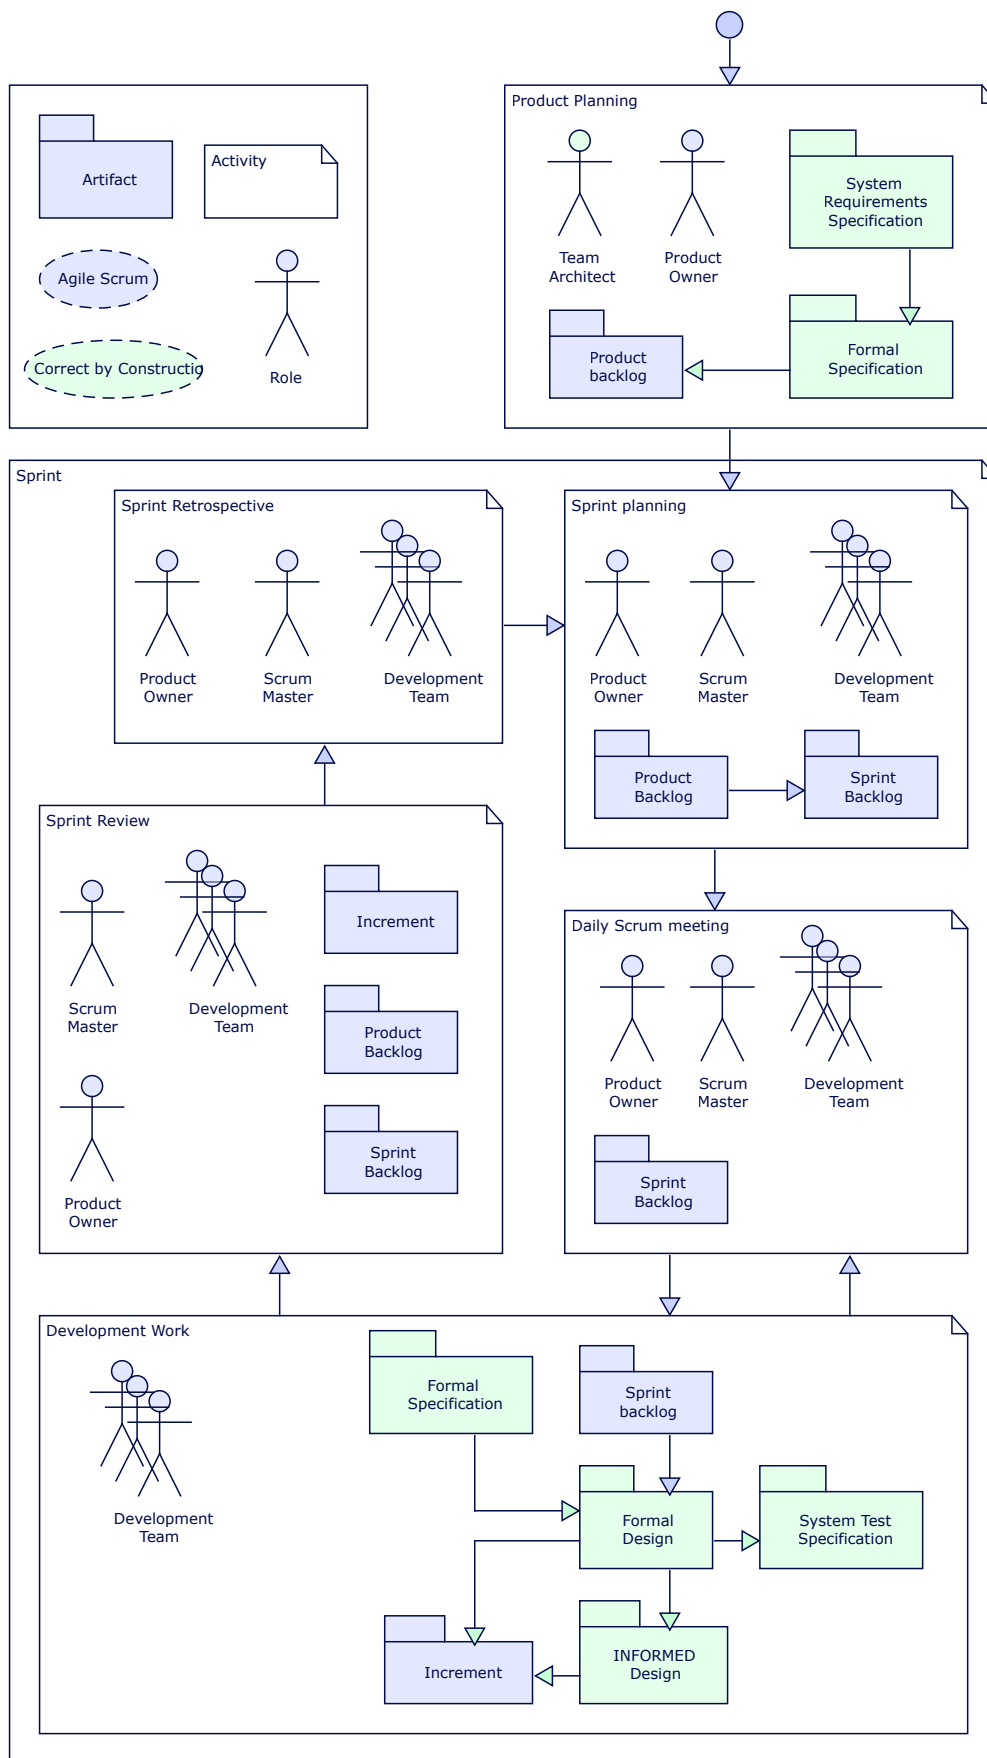 Product Planning
Artifact
Activity
Agile Scrum
Correct by Constructio
Role
Team
Architect
Product
Owner
System
Requirements
Specification
Product
backlog
Formal
Specification
Sprint
Sprint Retrospective
Product
Owner
Scrum
Master
Development
Team
Sprint planning
Product
Owner
Scrum
Master
Development
Team
Product
Backlog
Sprint
Backlog
Sprint Review
Scrum
Master
Development
Team
Product
Owner
Increment
Product
Backlog
Sprint
Backlog
Daily Scrum meeting
Product
Owner
Scrum
Master
Development
Team
Sprint
Backlog
Development Work
Development
Team
Formal
Specification
Sprint
backlog
Formal
Design
System Test
Specification
Increment
INFORMED
Design